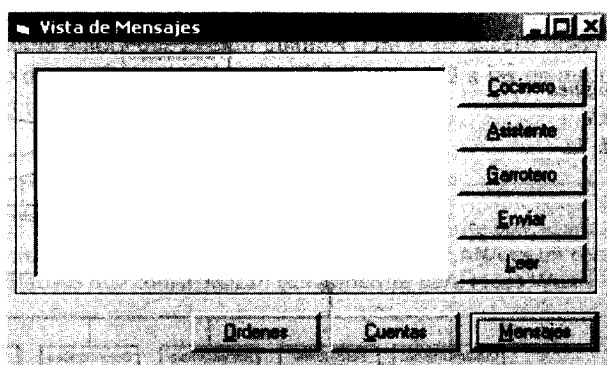 Vista de Mensajes
Cocinero
Asistente
Garrotero
Enviar
Leer
Ordenes
Cuentas
Mensajes